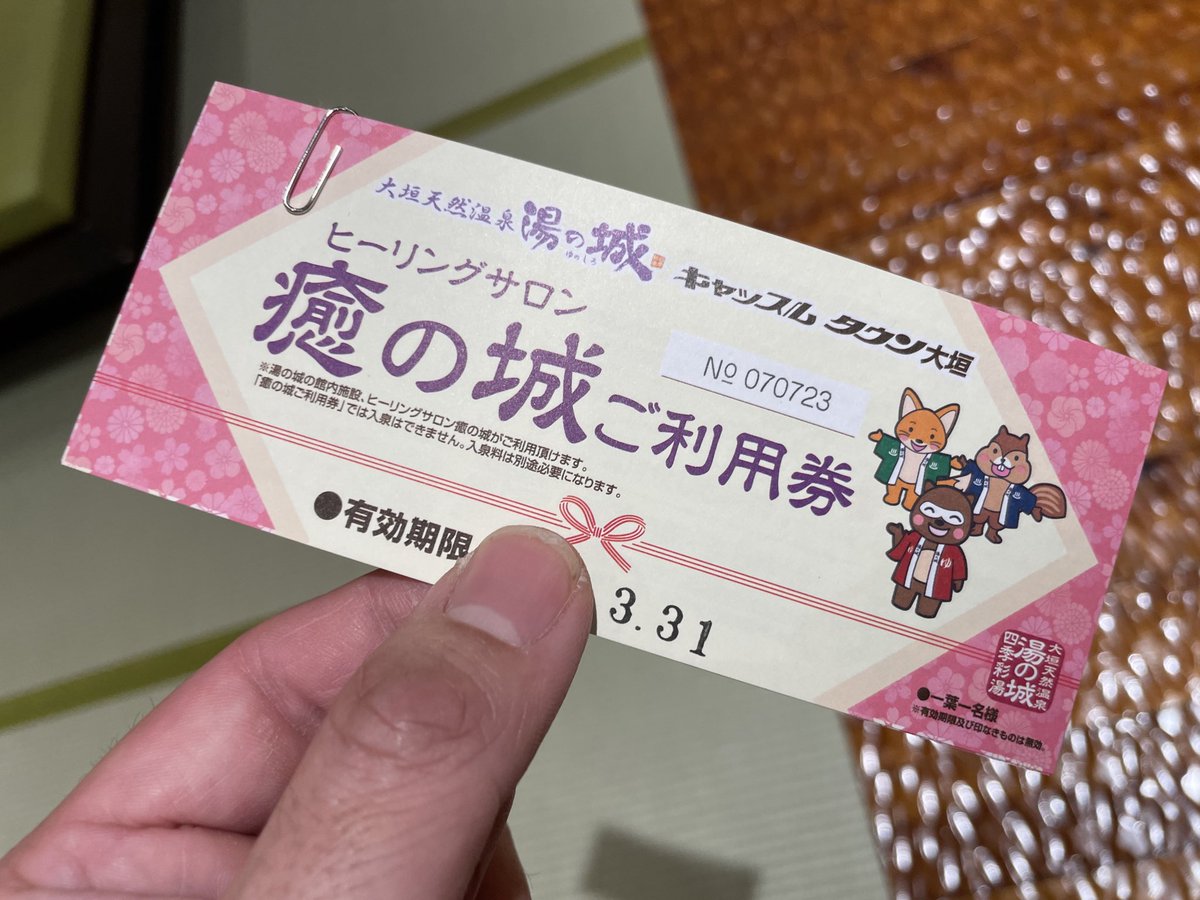 大垣天然温泉 湯の城 キャッスル タウン大垣
ゆのしろ
ヒーリングサロン
癒の城ご利用券
№ 070723
※湯の城の館内施設、ヒーリングサロン癒の城がご利用頂けます。
「癒の城ご利用券」では入泉はできません。入泉料は別途必要になります。
●有効期限
3.31
ゆ
大垣天然温泉
湯の城
四季彩湯
●一葉一名様
※有効期限及び印なきものは無効。